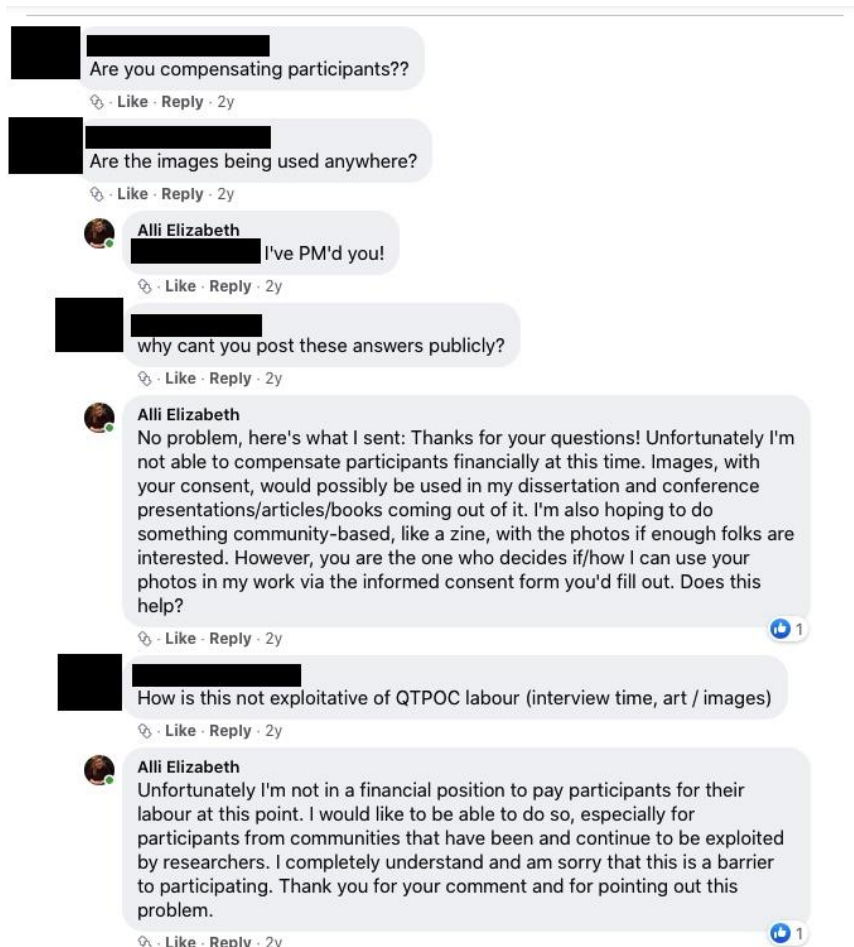 Are you compensating participants??
· Like · Reply · 2y
Are the images being used anywhere?
· Like · Reply · 2y
Alli Elizabeth
I've PM'd you!
· Like · Reply · 2y
why cant you post these answers publicly?
· Like · Reply · 2y
Alli Elizabeth
No problem, here's what I sent: Thanks for your questions! Unfortunately I'm
not able to compensate participants financially at this time. Images, with
your consent, would possibly be used in my dissertation and conference
presentations/articles/books coming out of it. I'm also hoping to do
something community-based, like a zine, with the photos if enough folks are
interested. However, you are the one who decides if/how I can use your
photos in my work via the informed consent form you'd fill out. Does this
help?
1
· Like · Reply · 2y
How is this not exploitative of QTPOC labour (interview time, art / images)
· Like · Reply · 2y
Alli Elizabeth
Unfortunately I'm not in a financial position to pay participants for their
labour at this point. I would like to be able to do so, especially for
participants from communities that have been and continue to be exploited
by researchers. I completely understand and am sorry that this is a barrier
to participating. Thank you for your comment and for pointing out this
problem.
1
· Like · Reply · 2y